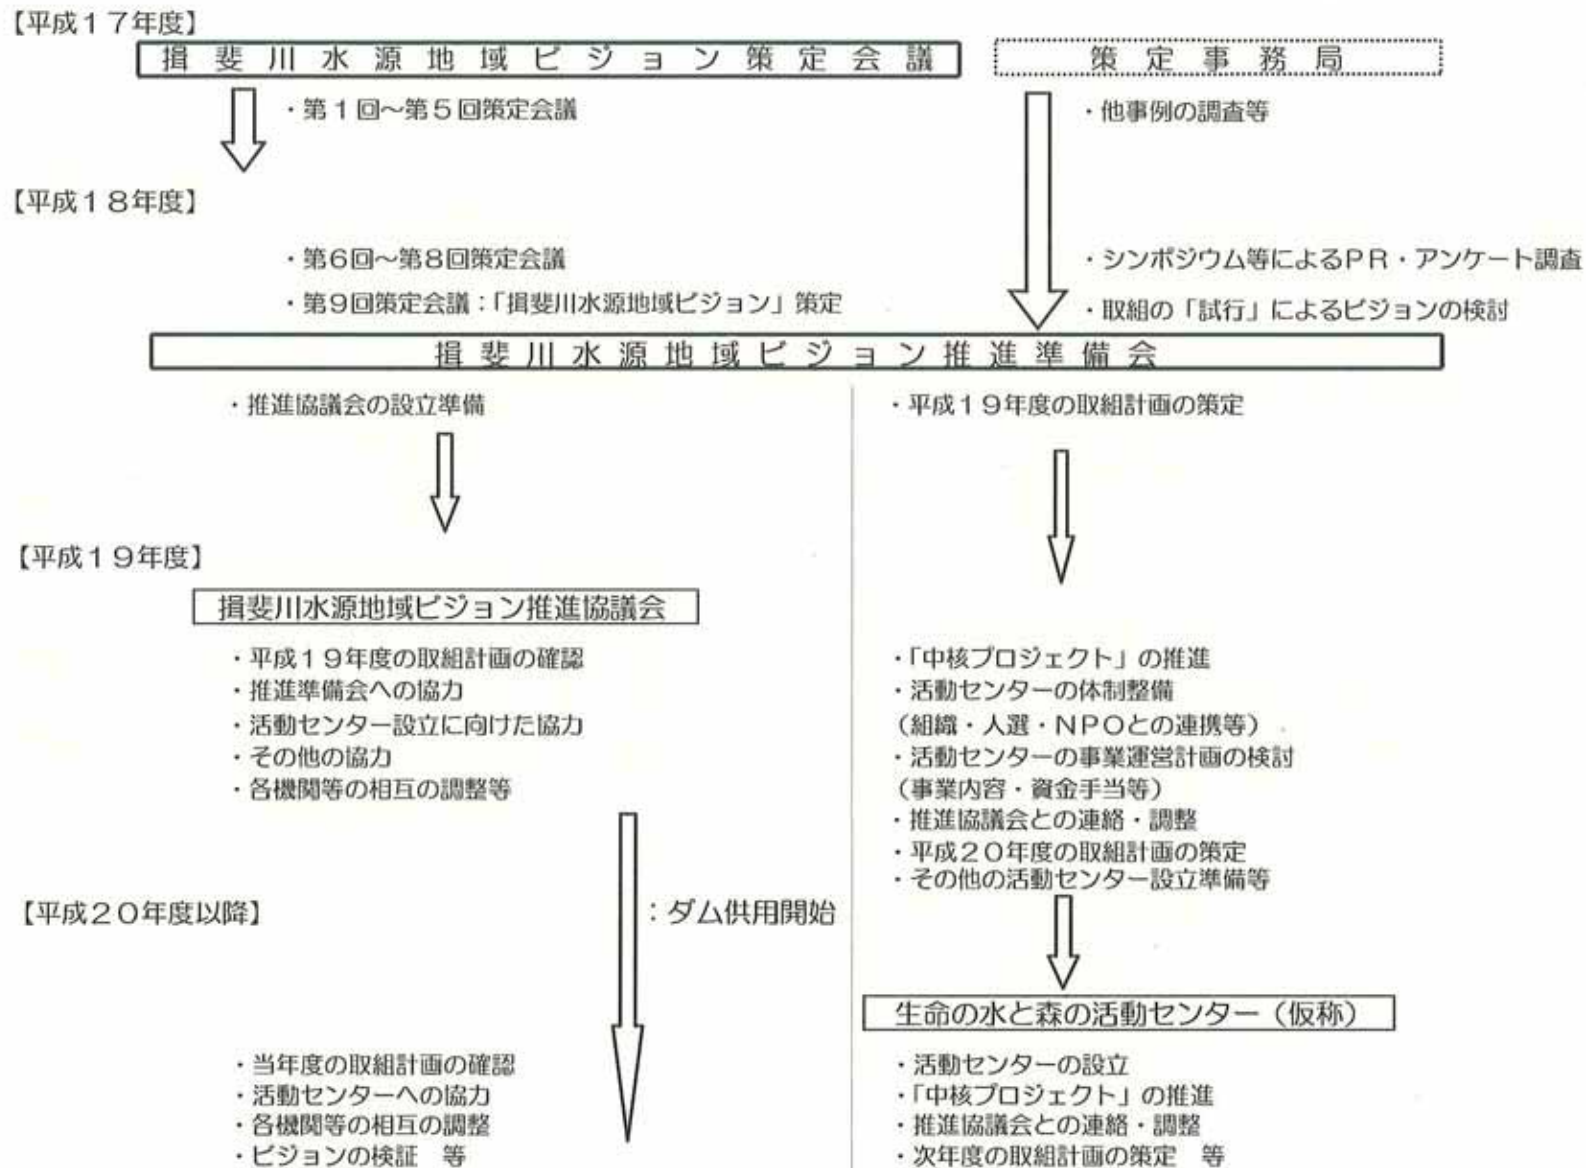 【平成１７年度】
揖斐川水源地域ビジョン策定会議
策定事務局
・第１回～第５回策定会議
・他事例の調査等
【平成１８年度】
・第６回～第８回策定会議
・シンポジウム等によるＰＲ・アンケート調査
・第９回策定会議：「揖斐川水源地域ビジョン」策定
・取組の「試行」によるビジョンの検討
揖斐川水源地域ビジョン推進準備会
・推進協議会の設立準備
・平成１９年度の取組計画の策定
【平成１９年度】
揖斐川水源地域ビジョン推進協議会
・平成１９年度の取組計画の確認
・推進準備会への協力
・活動センター設立に向けた協力
・その他の協力
・各機関等の相互の調整等
・「中核プロジェクト」の推進
・活動センターの体制整備
（組織・人選・ＮＰＯとの連携等）
・活動センターの事業運営計画の検討
（事業内容・資金手当等）
・推進協議会との連絡・調整
・平成２０年度の取組計画の策定
・その他の活動センター設立準備等
【平成２０年度以降】
：ダム供用開始
生命の水と森の活動センター（仮称）
・当年度の取組計画の確認
・活動センターへの協力
・各機関等の相互の調整
・ビジョンの検証　等
・活動センターの設立
・「中核プロジェクト」の推進
・推進協議会との連絡・調整
・次年度の取組計画の策定　等